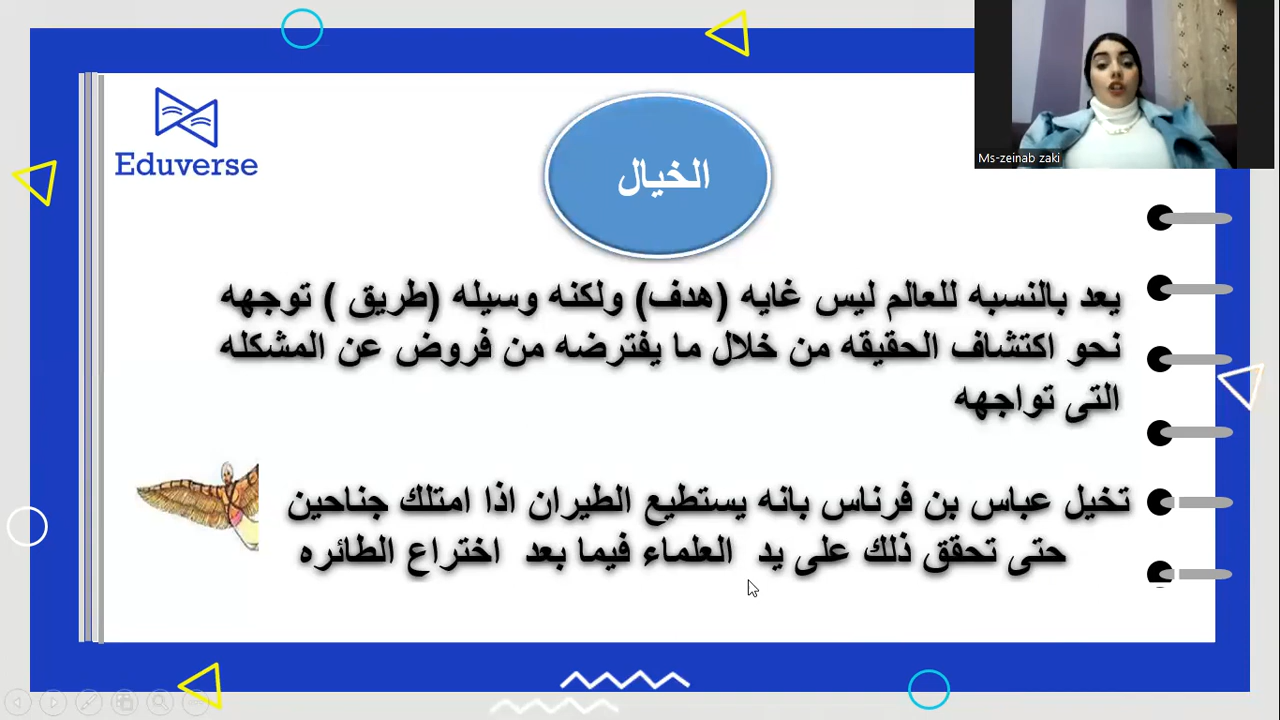 Eduverse
الخيال
Ms-zeinab zaki
يعد بالنسبه للعالم ليس غايه (هدف) ولكنه وسيله (طريق ) توجهه
نحو اكتشاف الحقيقه من خلال ما يفترضه من فروض عن المشكله
التى تواجهه
تخيل عباس بن فرناس بانه يستطيع الطيران اذا امتلك جناحين
حتى تحقق ذلك على يد العلماء فيما بعد اختراع الطائره